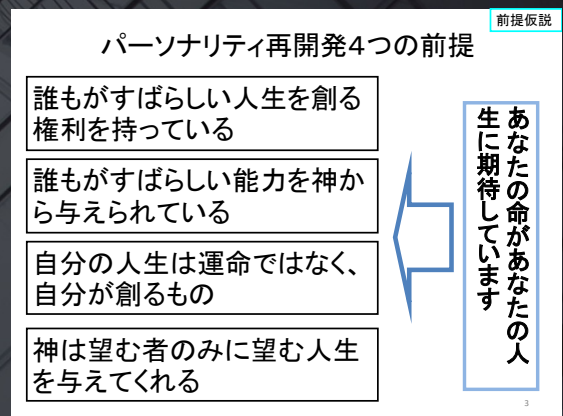 前提仮説
パーソナリティ再開発4つの前提
誰もがすばらしい人生を創る
権利を持っている
誰もがすばらしい能力を神か
ら与えられている
自分の人生は運命ではなく、
自分が創るもの
神は望む者のみに望む人生
を与えてくれる
あなたの命があなたの人
生に期待しています
3